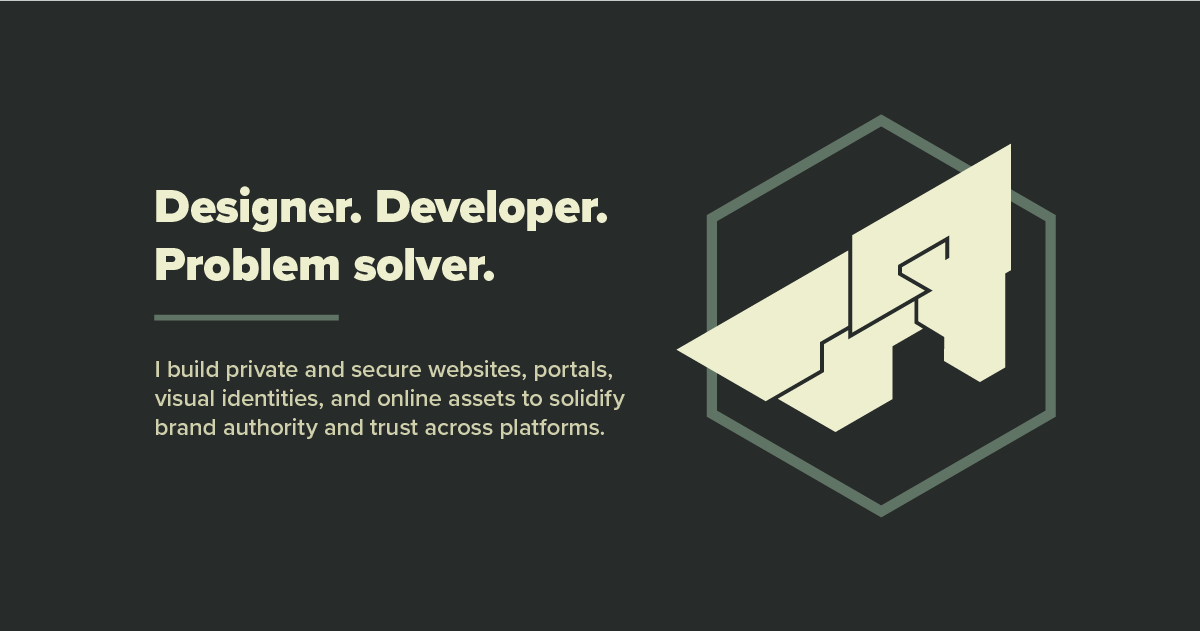 Designer. Developer.
Problem solver.
I build private and secure websites, portals,
visual identities, and online assets to solidify
brand authority and trust across platforms.